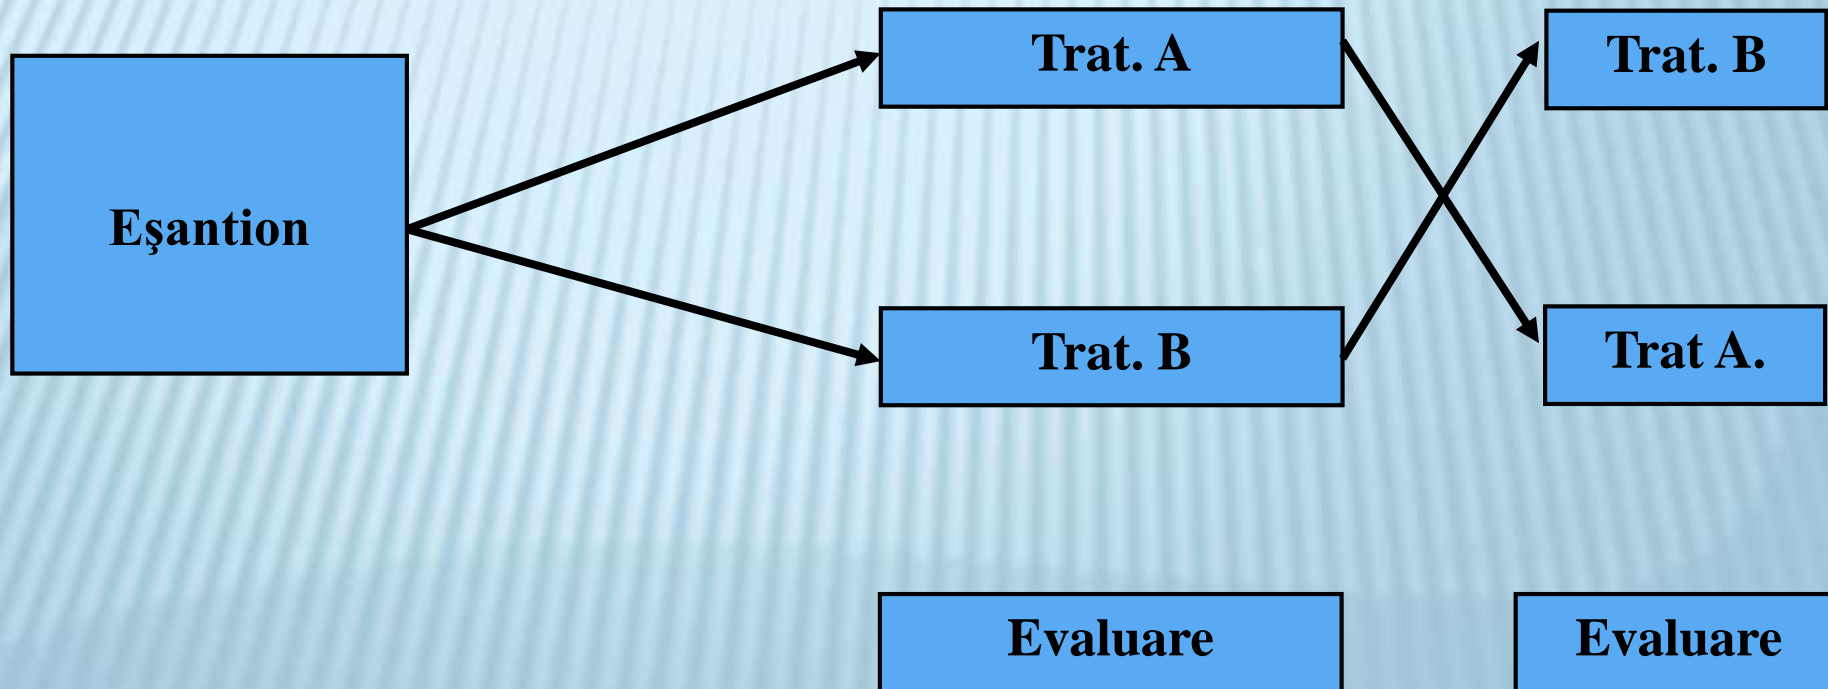 Trat. A
Trat. B
Eşantion
Trat. B
Trat A.
Evaluare
Evaluare